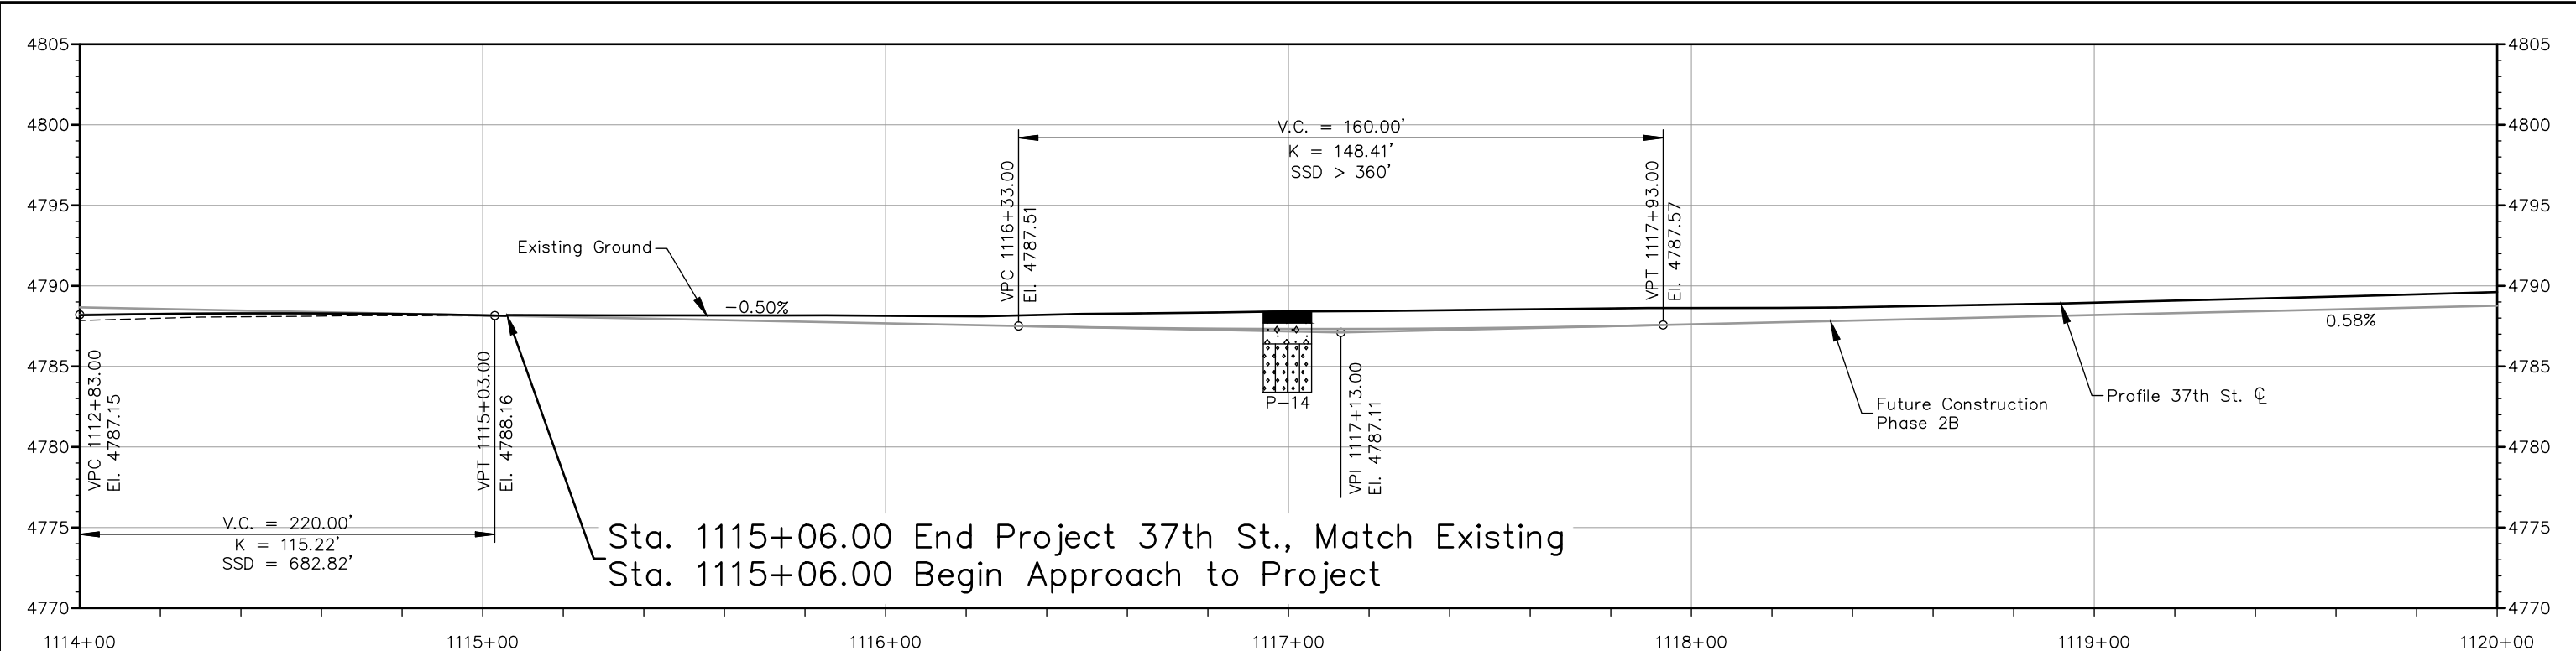 4805
4805
4800
4800
4795
4795
4790
4790
4785
4785
4780
4780
4775
4775
4770
4770
V.C. = 160.00'
K = 148.41'
SSD > 360'
VPC 1116+33.00
El. 4787.51
VPT 1117+93.00
El. 4787.57
Existing Ground
-0.50%
0.58%
VPC 1112+83.00
El. 4787.15
VPT 1115+03.00
El. 4788.16
P-14
VPI 1117+13.00
El. 4787.11
Future Construction
Phase 2B
Profile 37th St. ℄
V.C. = 220.00'
K = 115.22'
SSD = 682.82'
Sta. 1115+06.00 End Project 37th St., Match Existing
Sta. 1115+06.00 Begin Approach to Project
1114+00
1115+00
1116+00
1117+00
1118+00
1119+00
1120+00